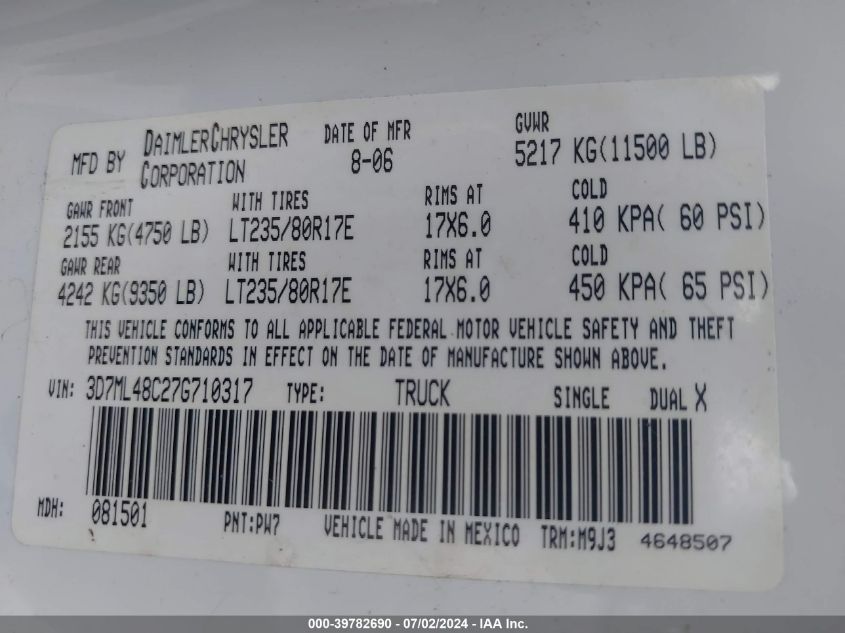 MFD BY DAIMLERCHRYSLER CORPORATION DATE OF MFR 8-06 GVWR 5217 KG(11500 LB)
GAWR FRONT WITH TIRES RIMS AT COLD
2155 KG(4750 LB) LT235/80R17E 17X6.0 410 KPA( 60 PSI)
GAWR REAR WITH TIRES RIMS AT COLD
4242 KG(9350 LB) LT235/80R17E 17X6.0 450 KPA( 65 PSI)
THIS VEHICLE CONFORMS TO ALL APPLICABLE FEDERAL MOTOR VEHICLE SAFETY AND THEFT
PREVENTION STANDARDS IN EFFECT ON THE DATE OF MANUFACTURE SHOWN ABOVE.
VIN: 3D7ML48C27G710317 TYPE: TRUCK SINGLE DUAL X
MDH: 081501 PNT:PW7 VEHICLE MADE IN MEXICO TRM:M9J3 4648507
000-39782690 - 07/02/2024 - IAA Inc.